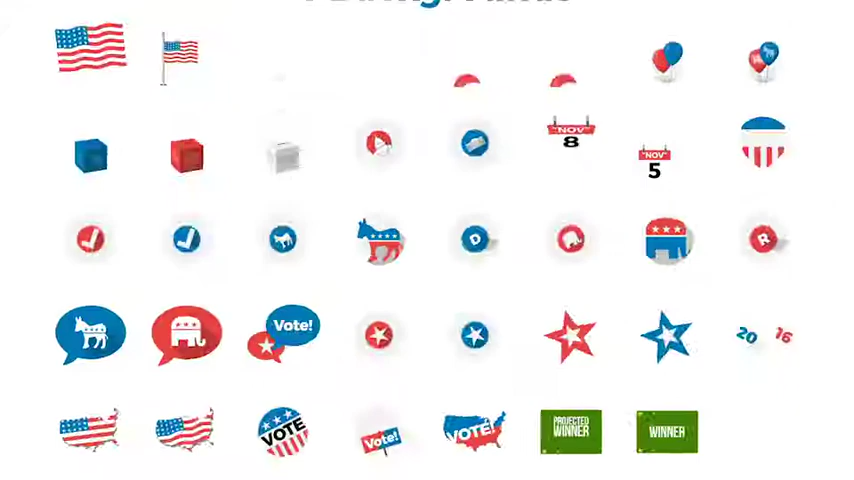 "NOV"
8
"NOV"
5
D
R
Vote!
20
16
VOTE
Vote!
VOTE!
PROJECTED
WINNER
WINNER